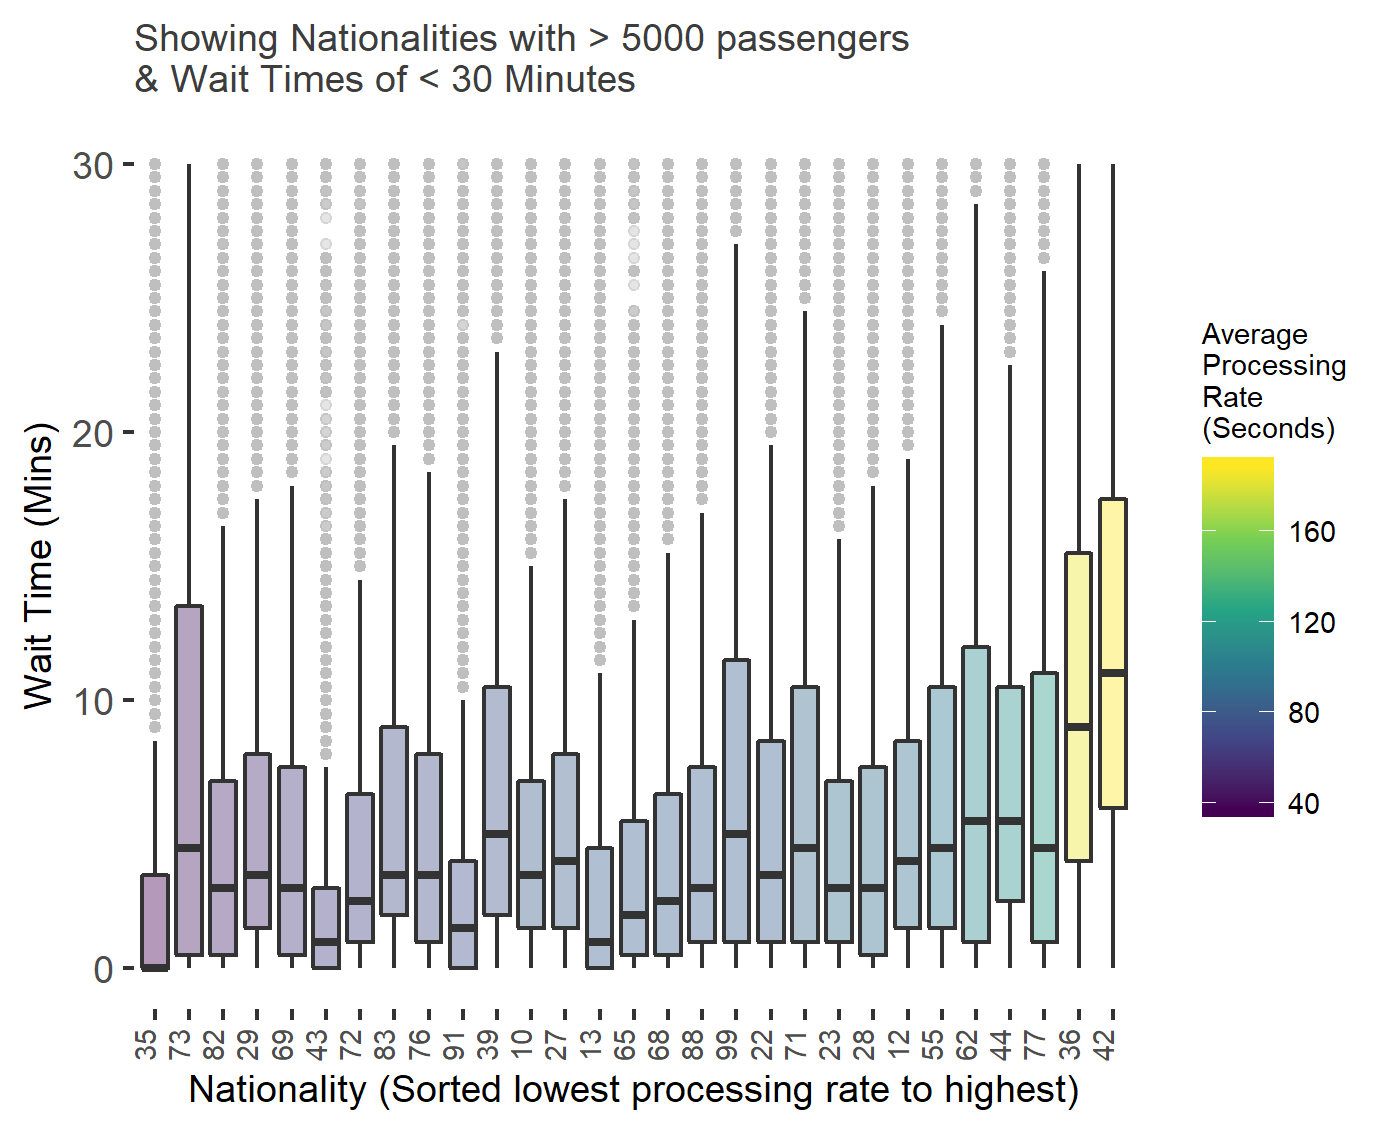 Showing Nationalities with > 5000 passengers
& Wait Times of < 30 Minutes
30
20
10
0
Wait Time (Mins)
35 73 82 29 69 43 72 83 76 91 39 10 27 13 65 68 88 99 22 71 23 28 12 55 62 44 77 36 42
Nationality (Sorted lowest processing rate to highest)
Average
Processing
Rate
(Seconds)
160
120
80
40